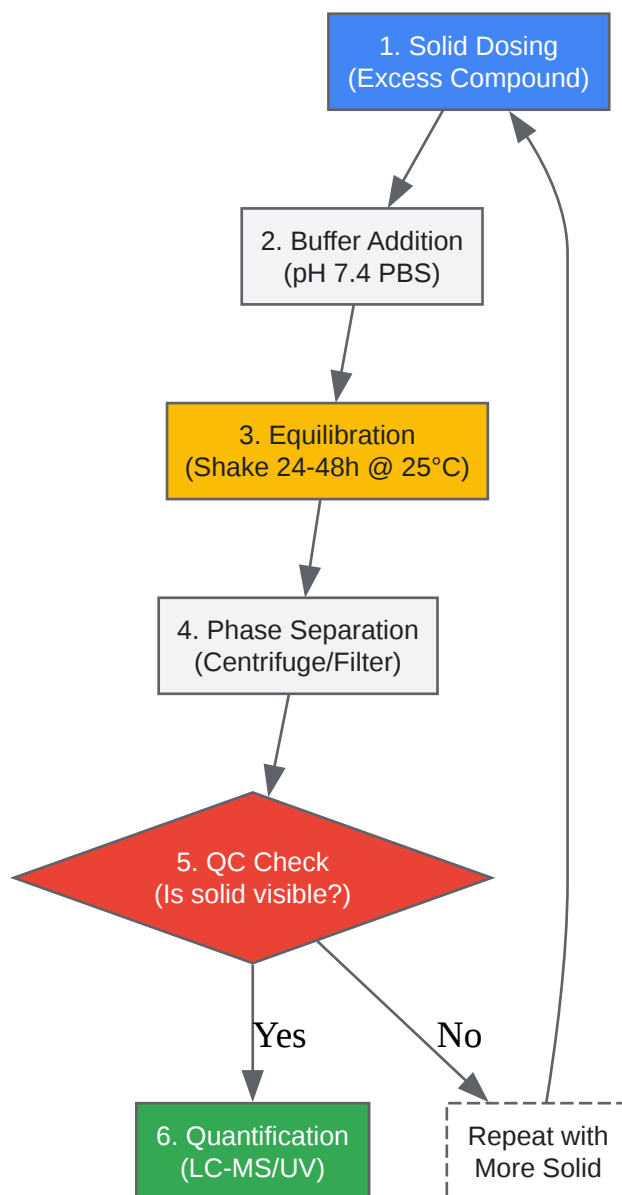 1. Solid Dosing
(Excess Compound)
2. Buffer Addition
(pH 7.4 PBS)
3. Equilibration
(Shake 24-48h @ 25°C)
4. Phase Separation
(Centrifuge/Filter)
5. QC Check
(Is solid visible?)
Yes
No
6. Quantification
(LC-MS/UV)
Repeat with
More Solid